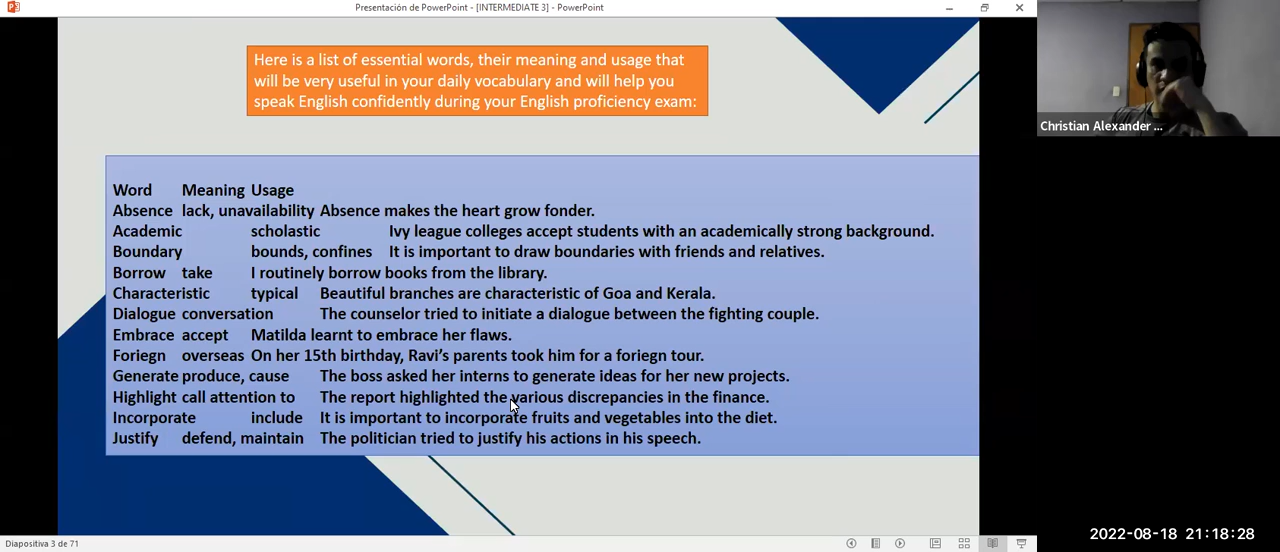 Presentación de PowerPoint - [INTERMEDIATE 3] - PowerPoint
Here is a list of essential words, their meaning and usage that
will be very useful in your daily vocabulary and will help you
speak English confidently during your English proficiency exam:
Christian Alexander ...
Word Meaning Usage
Absence lack, unavailability Absence makes the heart grow fonder.
Academic scholastic Ivy league colleges accept students with an academically strong background.
Boundary bounds, confines It is important to draw boundaries with friends and relatives.
Borrow take I routinely borrow books from the library.
Characteristic typical Beautiful branches are characteristic of Goa and Kerala.
Dialogue conversation The counselor tried to initiate a dialogue between the fighting couple.
Embrace accept Matilda learnt to embrace her flaws.
Foriegn overseas On her 15th birthday, Ravi's parents took him for a foriegn tour.
Generate produce, cause The boss asked her interns to generate ideas for her new projects.
Highlight call attention to The report highlighted the various discrepancies in the finance.
Incorporate include It is important to incorporate fruits and vegetables into the diet.
Justify defend, maintain The politician tried to justify his actions in his speech.
Diapositiva 3 de 71
2022-08-18 21:18:28